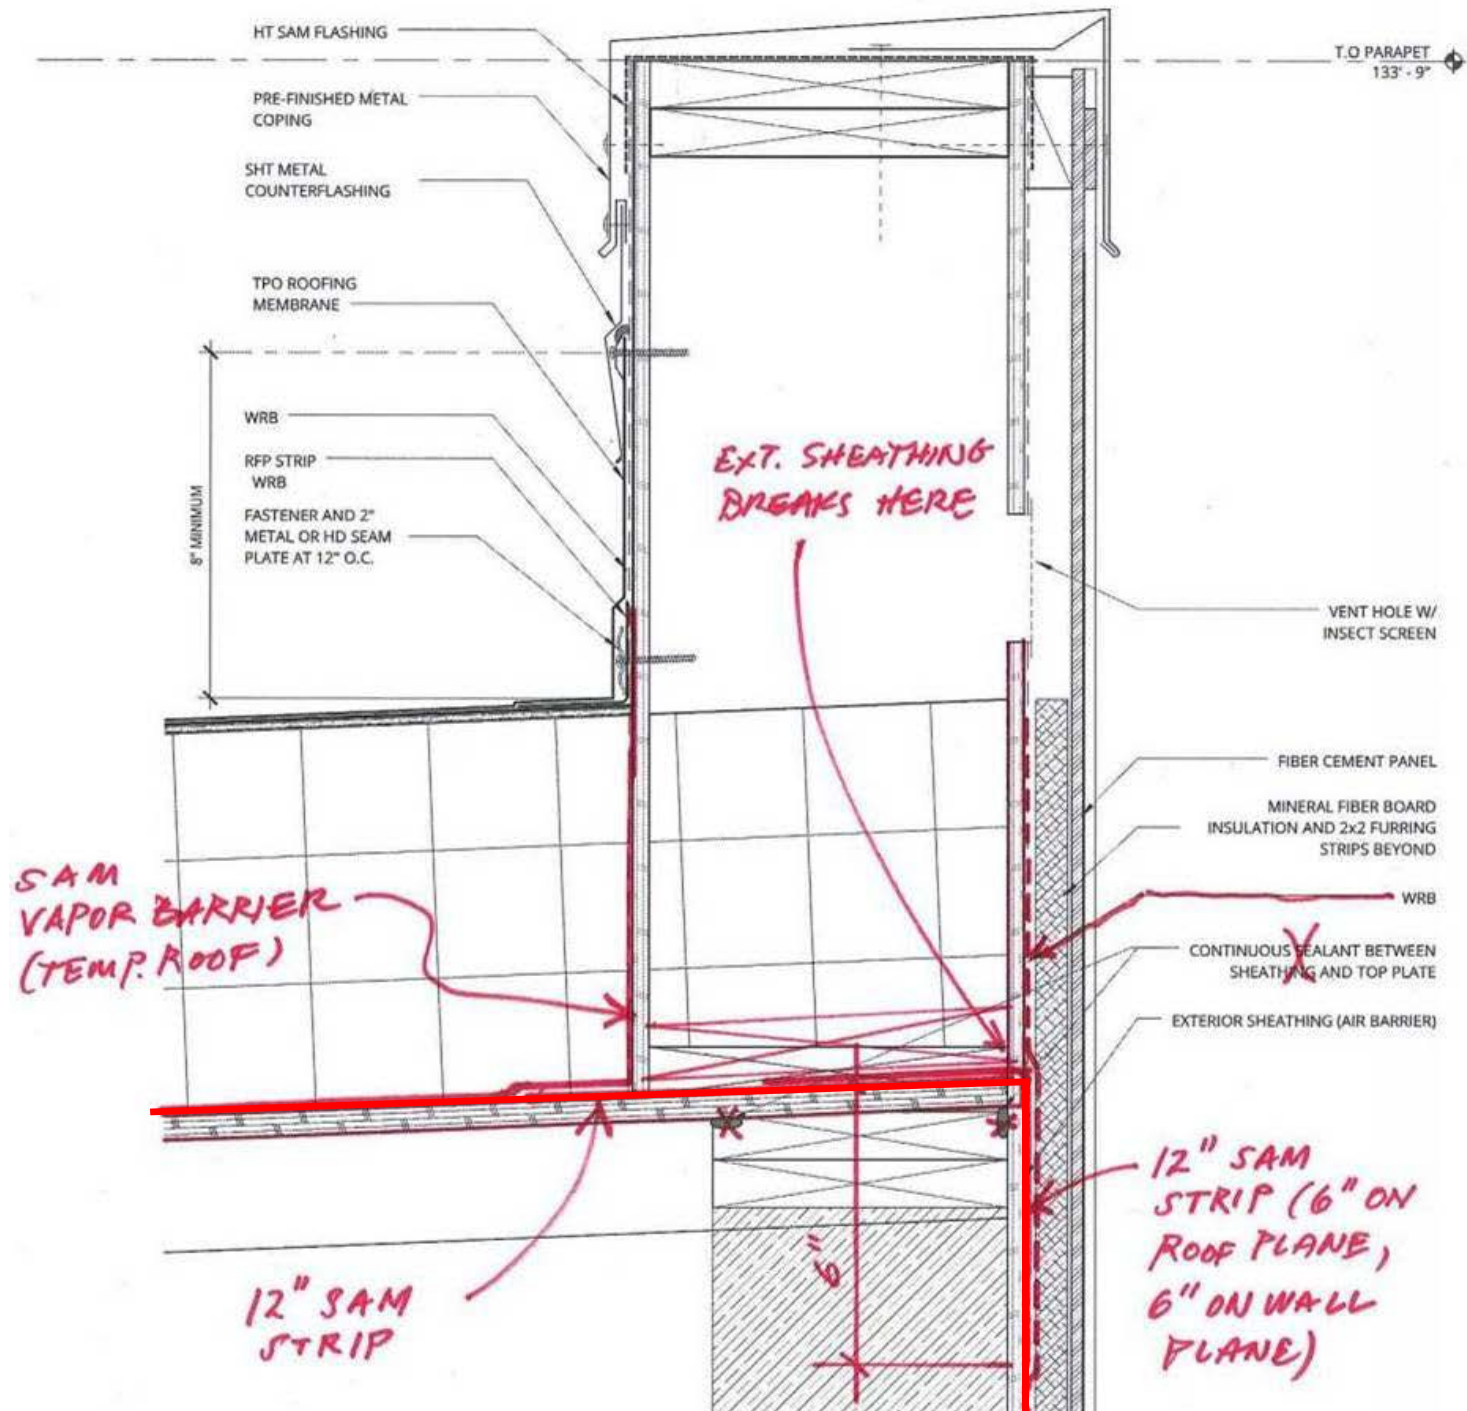 HT SAM FLASHING
T.O PARAPET
133' - 9"
PRE-FINISHED METAL
COPING
SHT METAL
COUNTERFLASHING
TPO ROOFING
MEMBRANE
WRB
RFP STRIP
WRB
FASTENER AND 2"
METAL OR HD SEAM
PLATE AT 12" O.C.
8" MINIMUM
EXT. SHEATHING
BREAKS HERE
VENT HOLE W/
INSECT SCREEN
FIBER CEMENT PANEL
MINERAL FIBER BOARD
INSULATION AND 2x2 FURRING
STRIPS BEYOND
WRB
CONTINUOUS SEALANT BETWEEN
SHEATHING AND TOP PLATE
EXTERIOR SHEATHING (AIR BARRIER)
SAM
VAPOR BARRIER
(TEMP. ROOF)
12" SAM
STRIP
6"
12" SAM
STRIP (6" ON
ROOF PLANE,
6" ON WALL
PLANE)